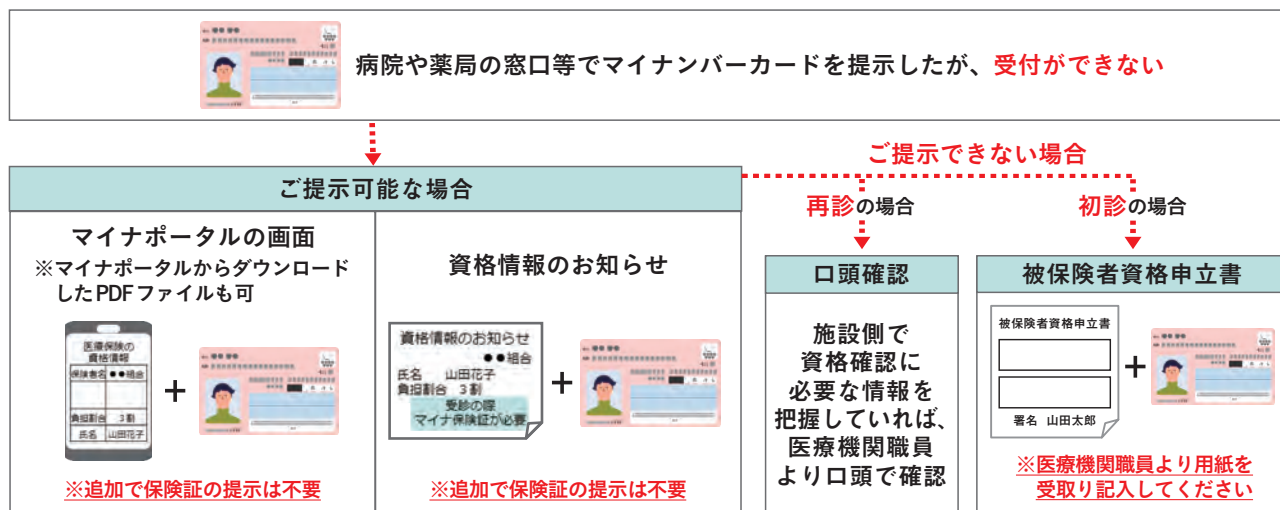 病院や薬局の窓口等でマイナンバーカードを提示したが、受付ができない
ご提示できない場合
ご提示可能な場合
マイナポータルの画面
※マイナポータルからダウンロード
したPDFファイルも可
医療保険の
資格情報
保険者名 ●●組合
負担割合 3割
氏名 山田花子
+
※追加で保険証の提示は不要
資格情報のお知らせ
資格情報のお知らせ
●●組合
氏名 山田花子
負担割合 3割
受診の際
マイナ保険証が必要
+
※追加で保険証の提示は不要
再診の場合
口頭確認
施設側で
資格確認に
必要な情報を
把握していれば、
医療機関職員
より口頭で確認
初診の場合
被保険者資格申立書
被保険者資格申立書
署名 山田太郎
+
※医療機関職員より用紙を
受取り記入してください